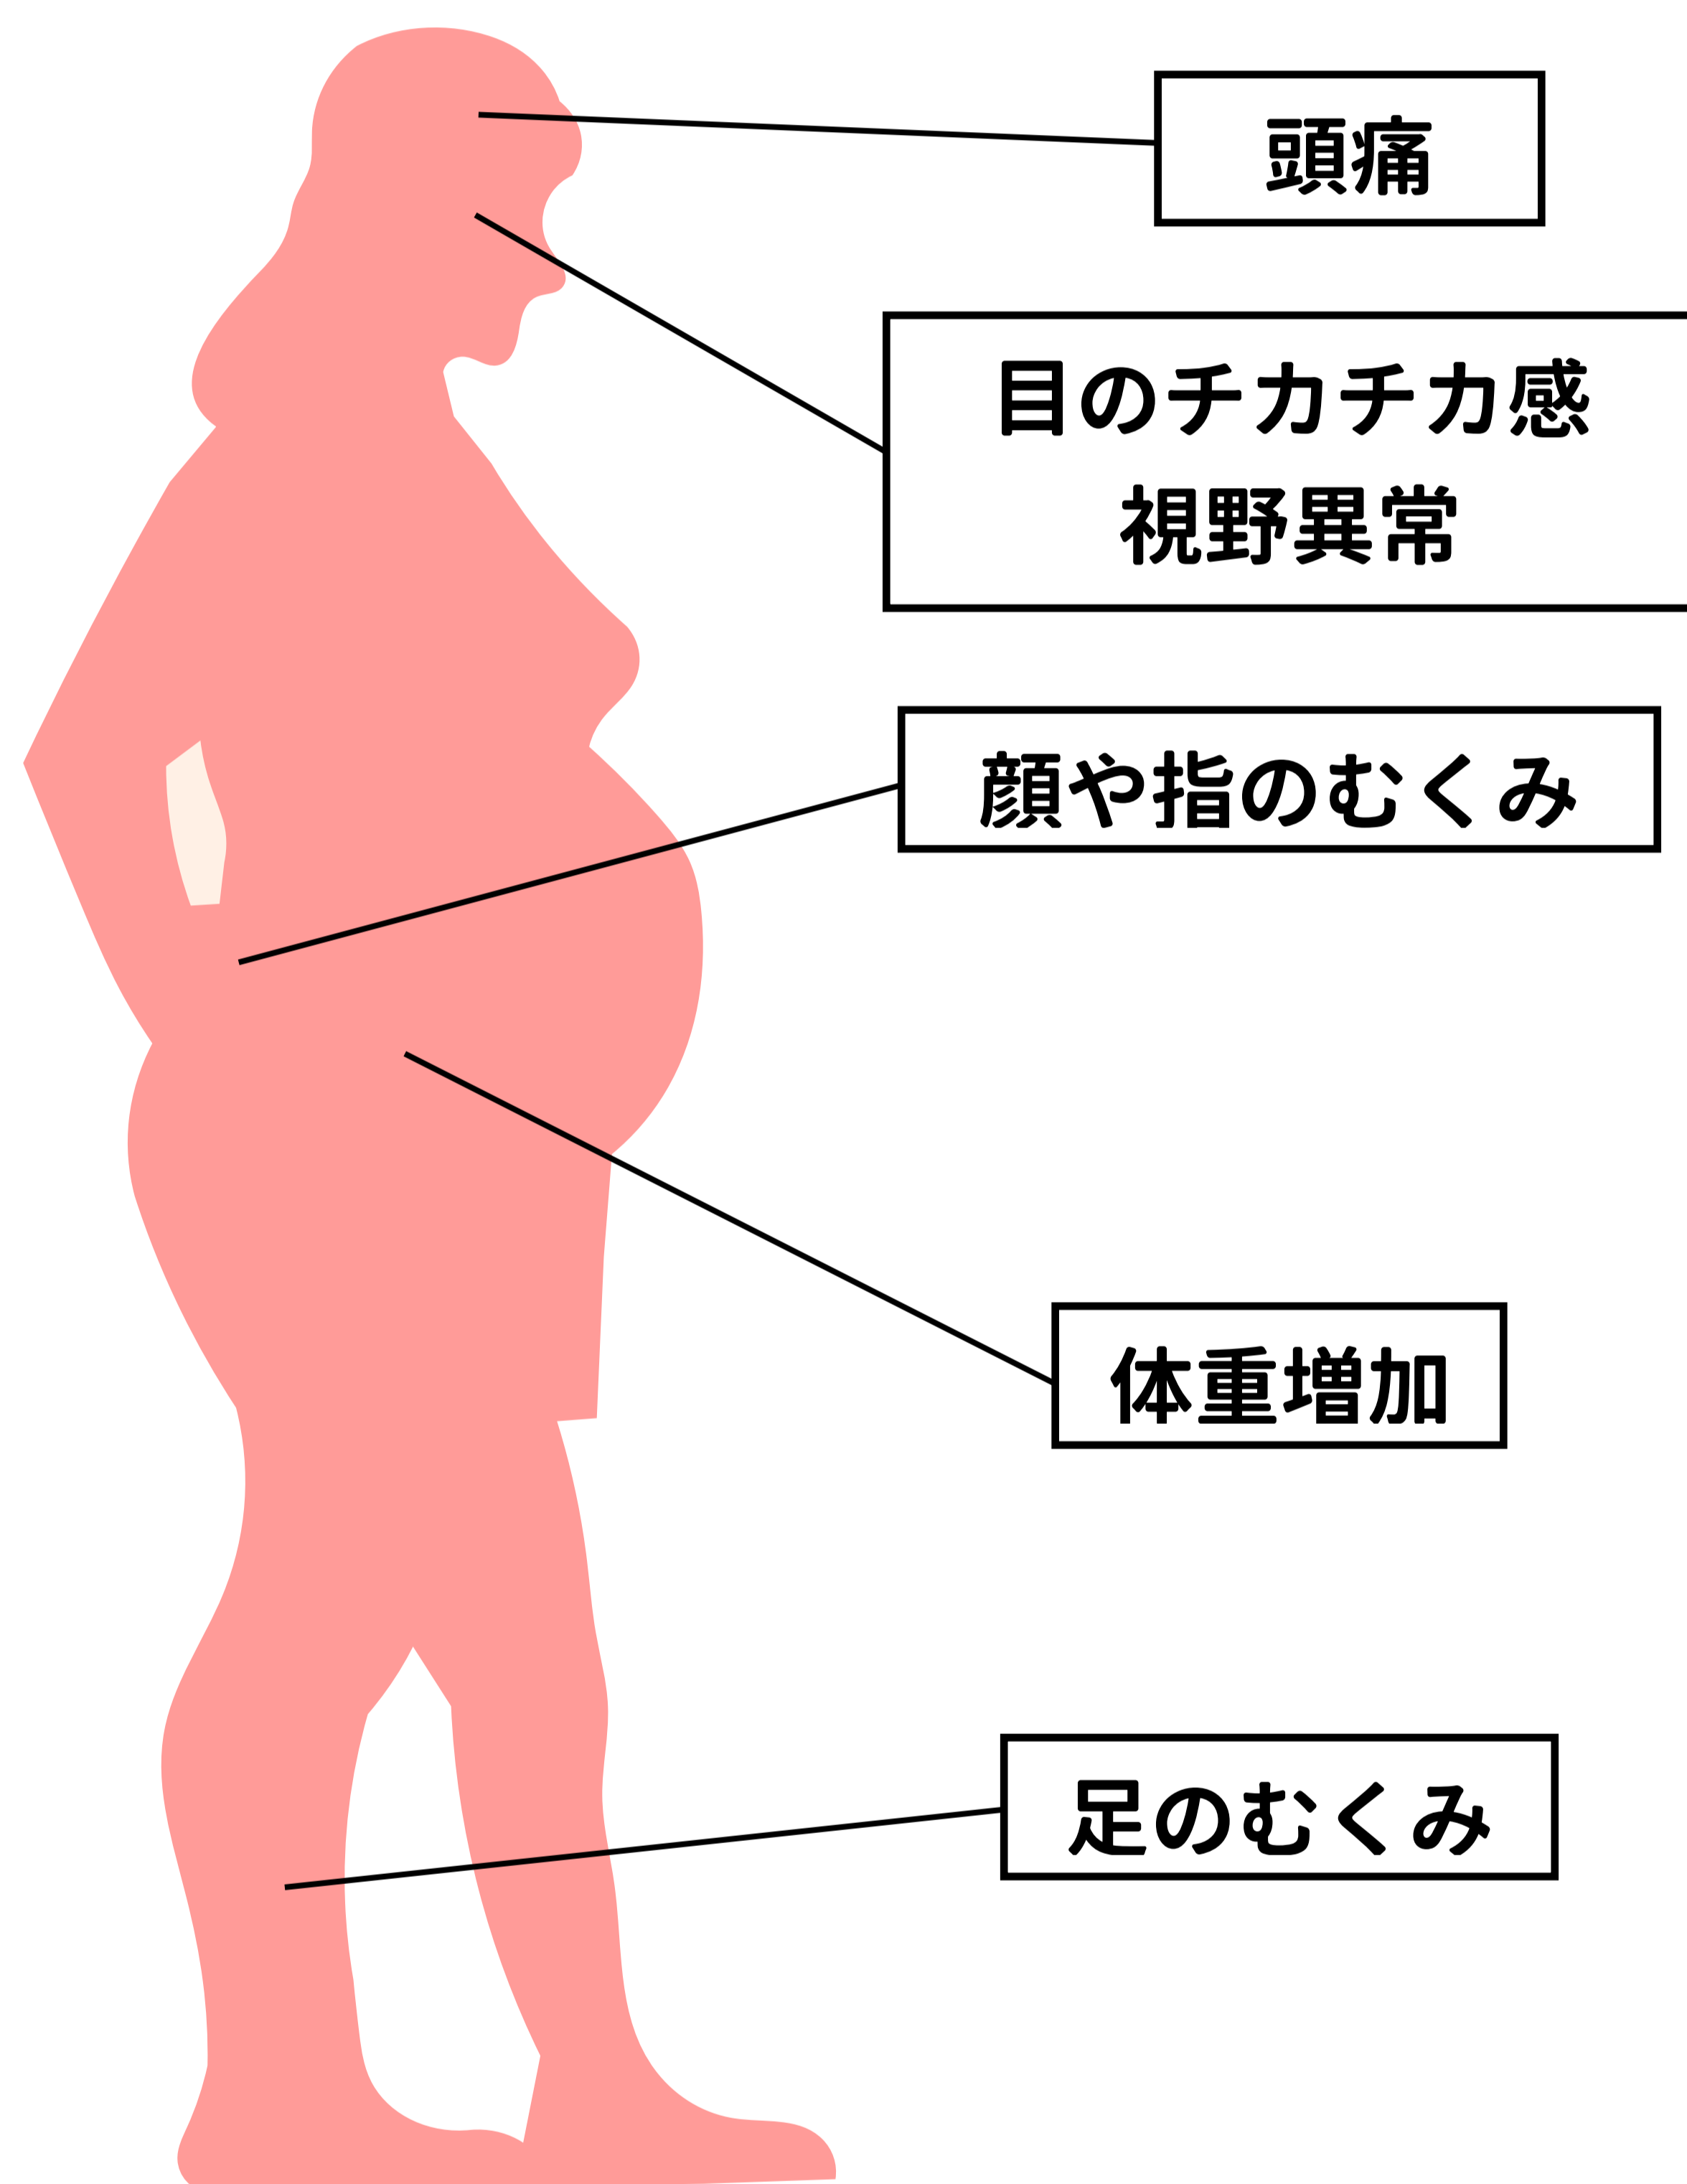 頭痛
目のチカチカ感
視野異常
顔や指のむくみ
体重増加
足のむくみ